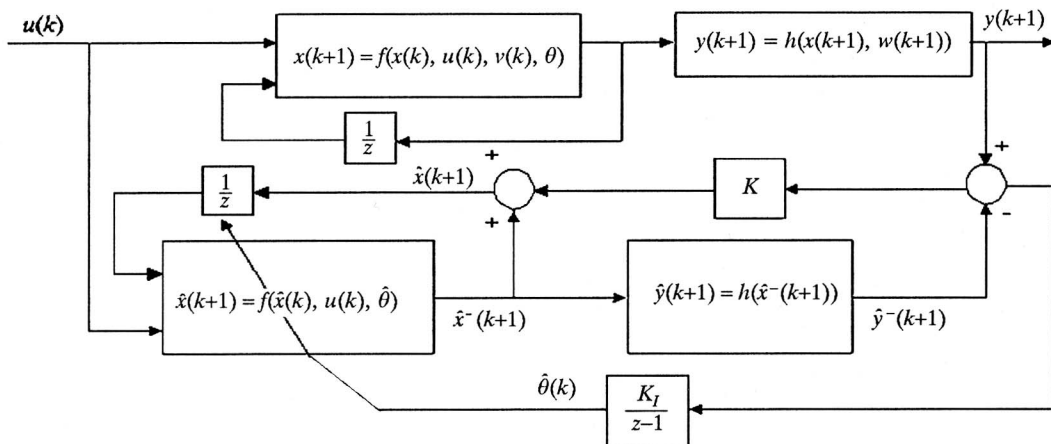 u(k)
x(k+1) = f(x(k), u(k), v(k), θ)
y(k+1) = h(x(k+1), w(k+1))
y(k+1)
1/z
+
+
x̂(k+1)
1/z
K
+
-
x̂(k+1) = f(x̂(k), u(k), θ̂)
x̂⁻(k+1)
ŷ(k+1) = h(x̂⁻(k+1))
ŷ⁻(k+1)
θ̂(k)
K_I/z−1